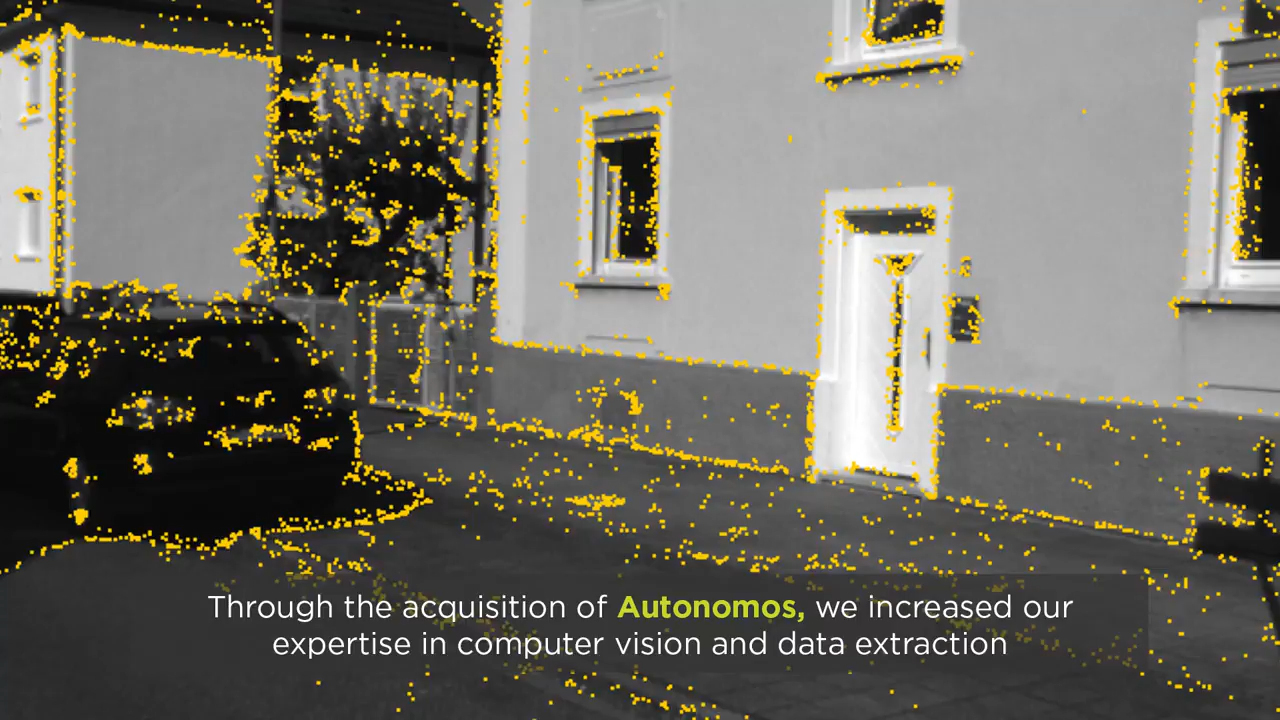 Through the acquisition of Autonomos, we increased our
expertise in computer vision and data extraction